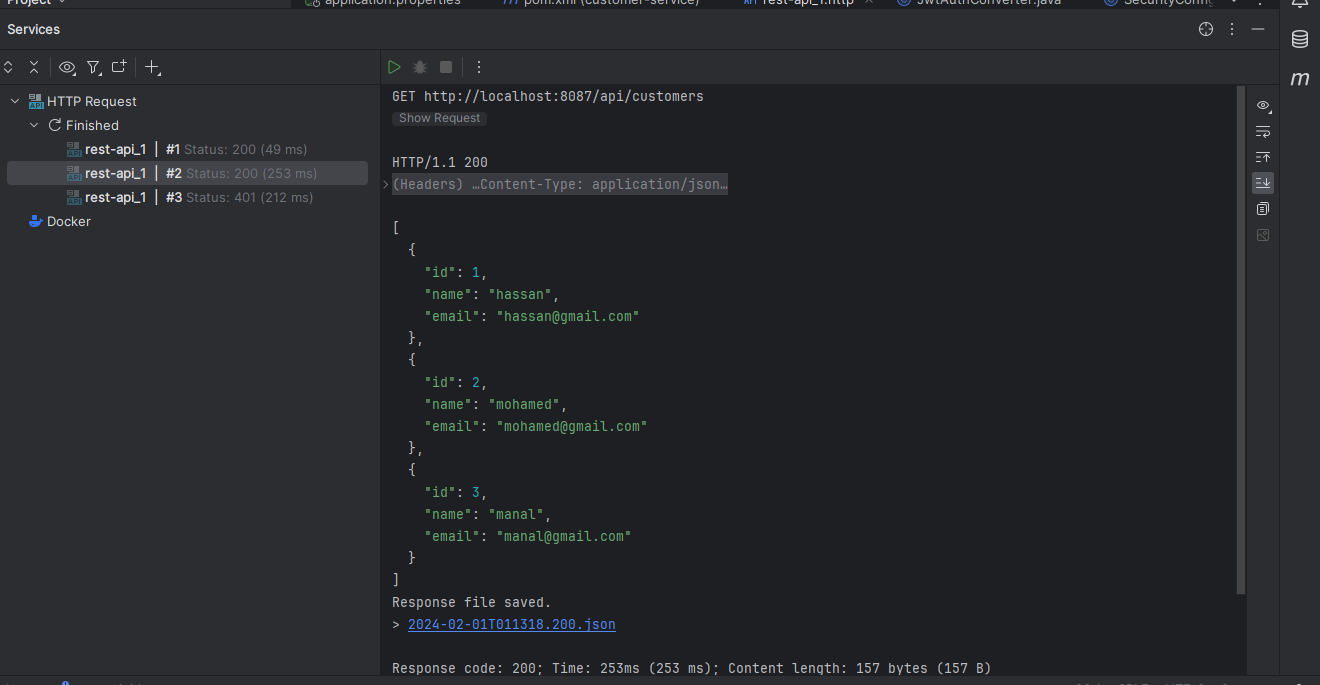 Project
application.properties
pom.xml (customer-service)
rest-api_1.http
JwtAuthConverter.java
Services
HTTP Request
Finished
rest-api_1 | #1 Status: 200 (49 ms)
rest-api_1 | #2 Status: 200 (253 ms)
rest-api_1 | #3 Status: 401 (212 ms)
Docker
GET http://localhost:8087/api/customers
Show Request
HTTP/1.1 200
(Headers) …Content-Type: application/json…
[
{
"id": 1,
"name": "hassan",
"email": "hassan@gmail.com"
},
{
"id": 2,
"name": "mohamed",
"email": "mohamed@gmail.com"
},
{
"id": 3,
"name": "manal",
"email": "manal@gmail.com"
}
]
Response file saved.
> 2024-02-01T011318.200.json
Response code: 200; Time: 253ms (253 ms); Content length: 157 bytes (157 B)
m